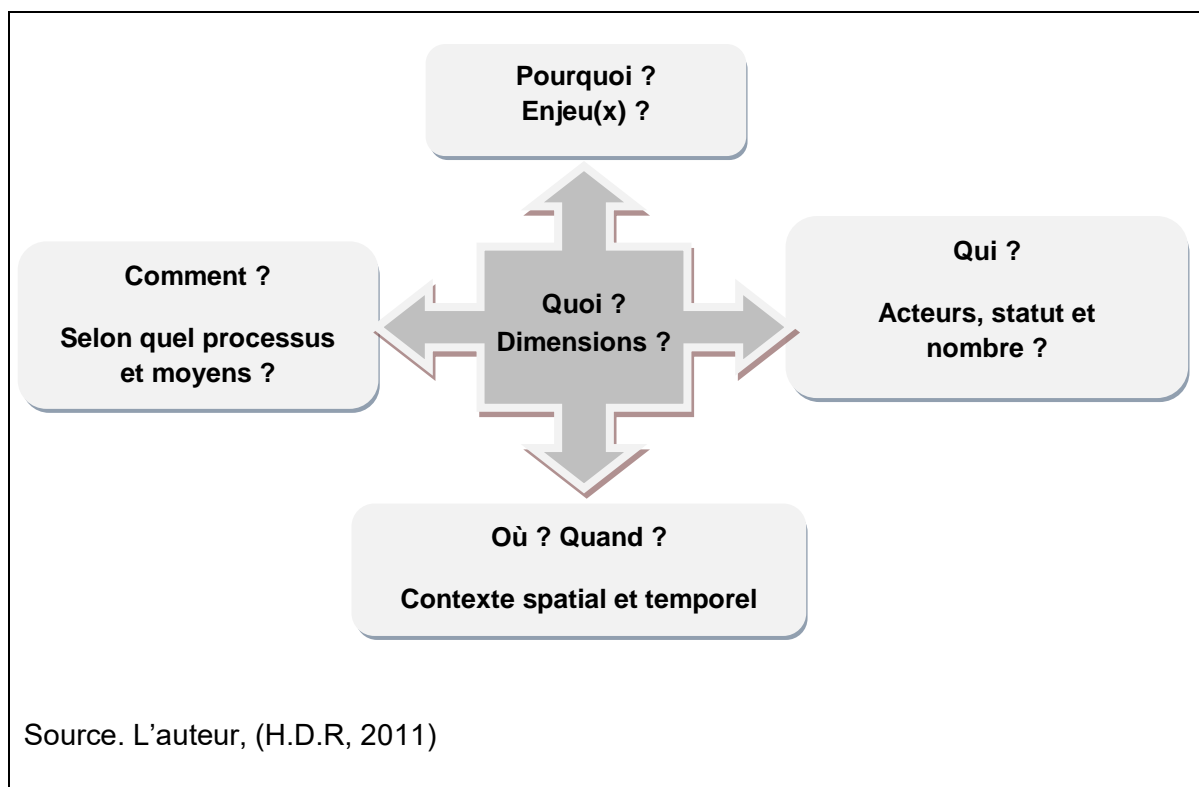 Pourquoi ?
Enjeu(x) ?
Comment ?
Selon quel processus
et moyens ?
Quoi ?
Dimensions ?
Qui ?
Acteurs, statut et
nombre ?
Où ? Quand ?
Contexte spatial et temporel
Source. L’auteur, (H.D.R, 2011)